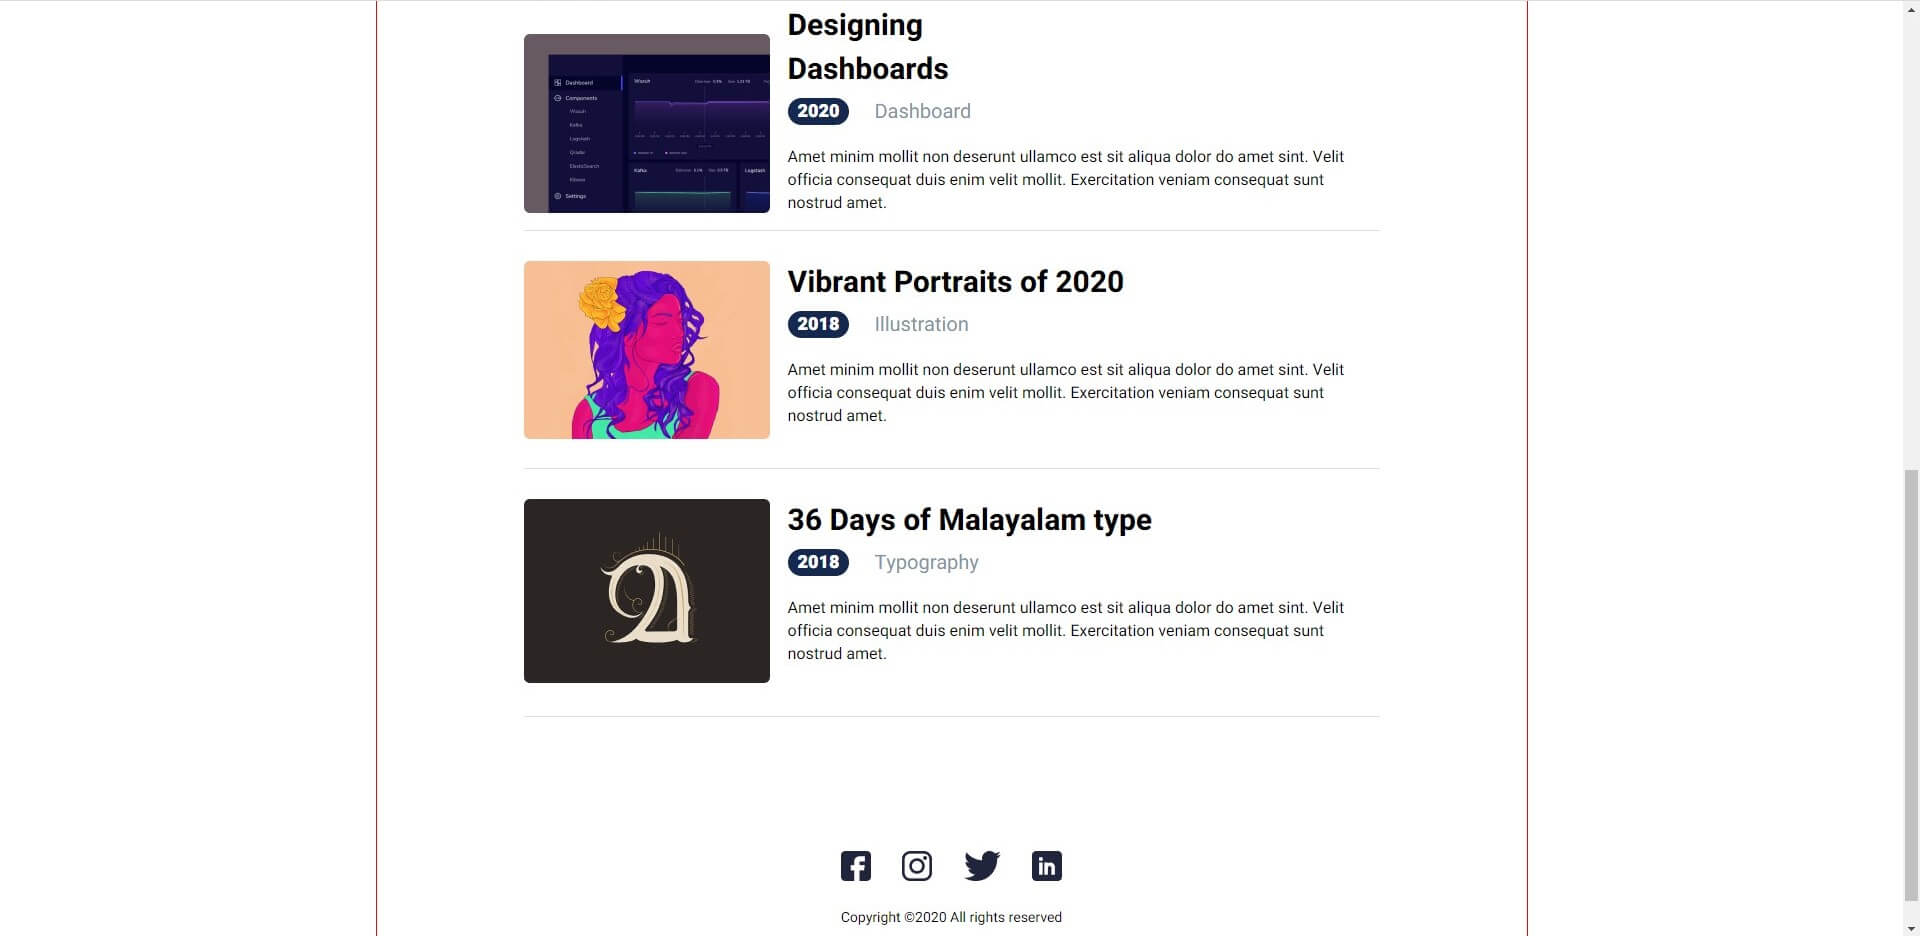 Designing
Dashboards
2020 Dashboard
Amet minim mollit non deserunt ullamco est sit aliqua dolor do amet sint. Velit
officia consequat duis enim velit mollit. Exercitation veniam consequat sunt
nostrud amet.
Dashboard
Components
Wazuh
Kafka
Logstash
Qradar
ElasticSearch
Kibana
Settings
Wazuh
Kafka
Logstash
Vibrant Portraits of 2020
2018 Illustration
Amet minim mollit non deserunt ullamco est sit aliqua dolor do amet sint. Velit
officia consequat duis enim velit mollit. Exercitation veniam consequat sunt
nostrud amet.
36 Days of Malayalam type
2018 Typography
Amet minim mollit non deserunt ullamco est sit aliqua dolor do amet sint. Velit
officia consequat duis enim velit mollit. Exercitation veniam consequat sunt
nostrud amet.
Copyright ©2020 All rights reserved